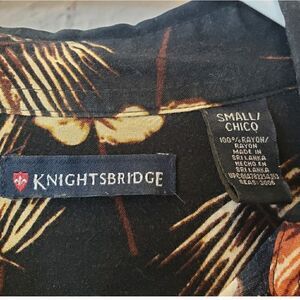 KNIGHTSBRIDGE
SMALL/
CHICO
100% RAYON/
RAYON
MADE IN
SRI LANKA
HECHO EN
SRI LANKA